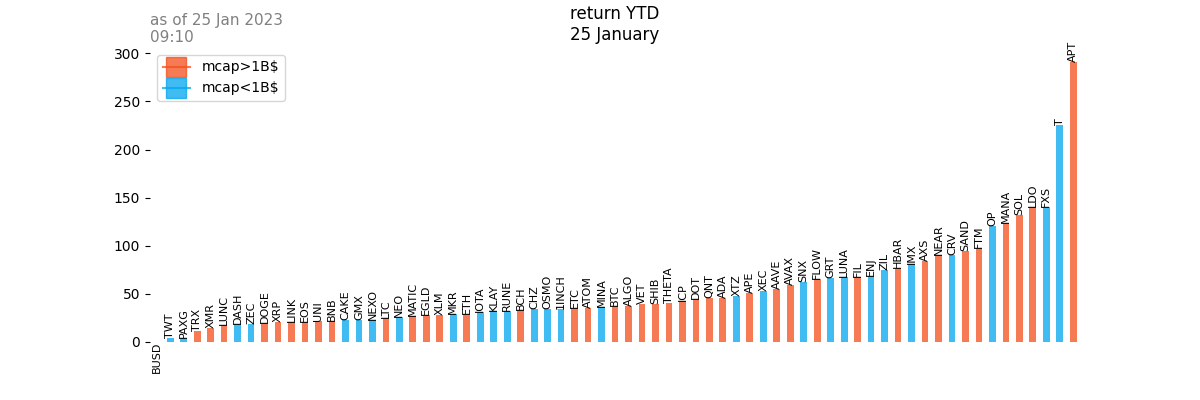 as of 25 Jan 2023
09:10
return YTD
25 January
mcap>1B$
mcap<1B$
300
250
200
150
100
50
0
BUSD
TWT
PAXG
TRX
XMR
LUNC
DASH
ZEC
DOGE
XRP
LINK
EOS
UNI
BNB
CAKE
GMX
NEXO
LTC
NEO
MATIC
EGLD
XLM
MKR
ETH
IOTA
KLAY
RUNE
BCH
CHZ
OSMO
1INCH
ETC
ATOM
MINA
BTC
ALGO
VET
SHIB
THETA
ICP
DOT
QNT
ADA
XTZ
APE
XEC
AAVE
AVAX
SNX
FLOW
GRT
LUNA
FIL
ENJ
ZIL
HBAR
IMX
AXS
NEAR
CRV
SAND
FTM
OP
MANA
SOL
LDO
FXS
T
APT